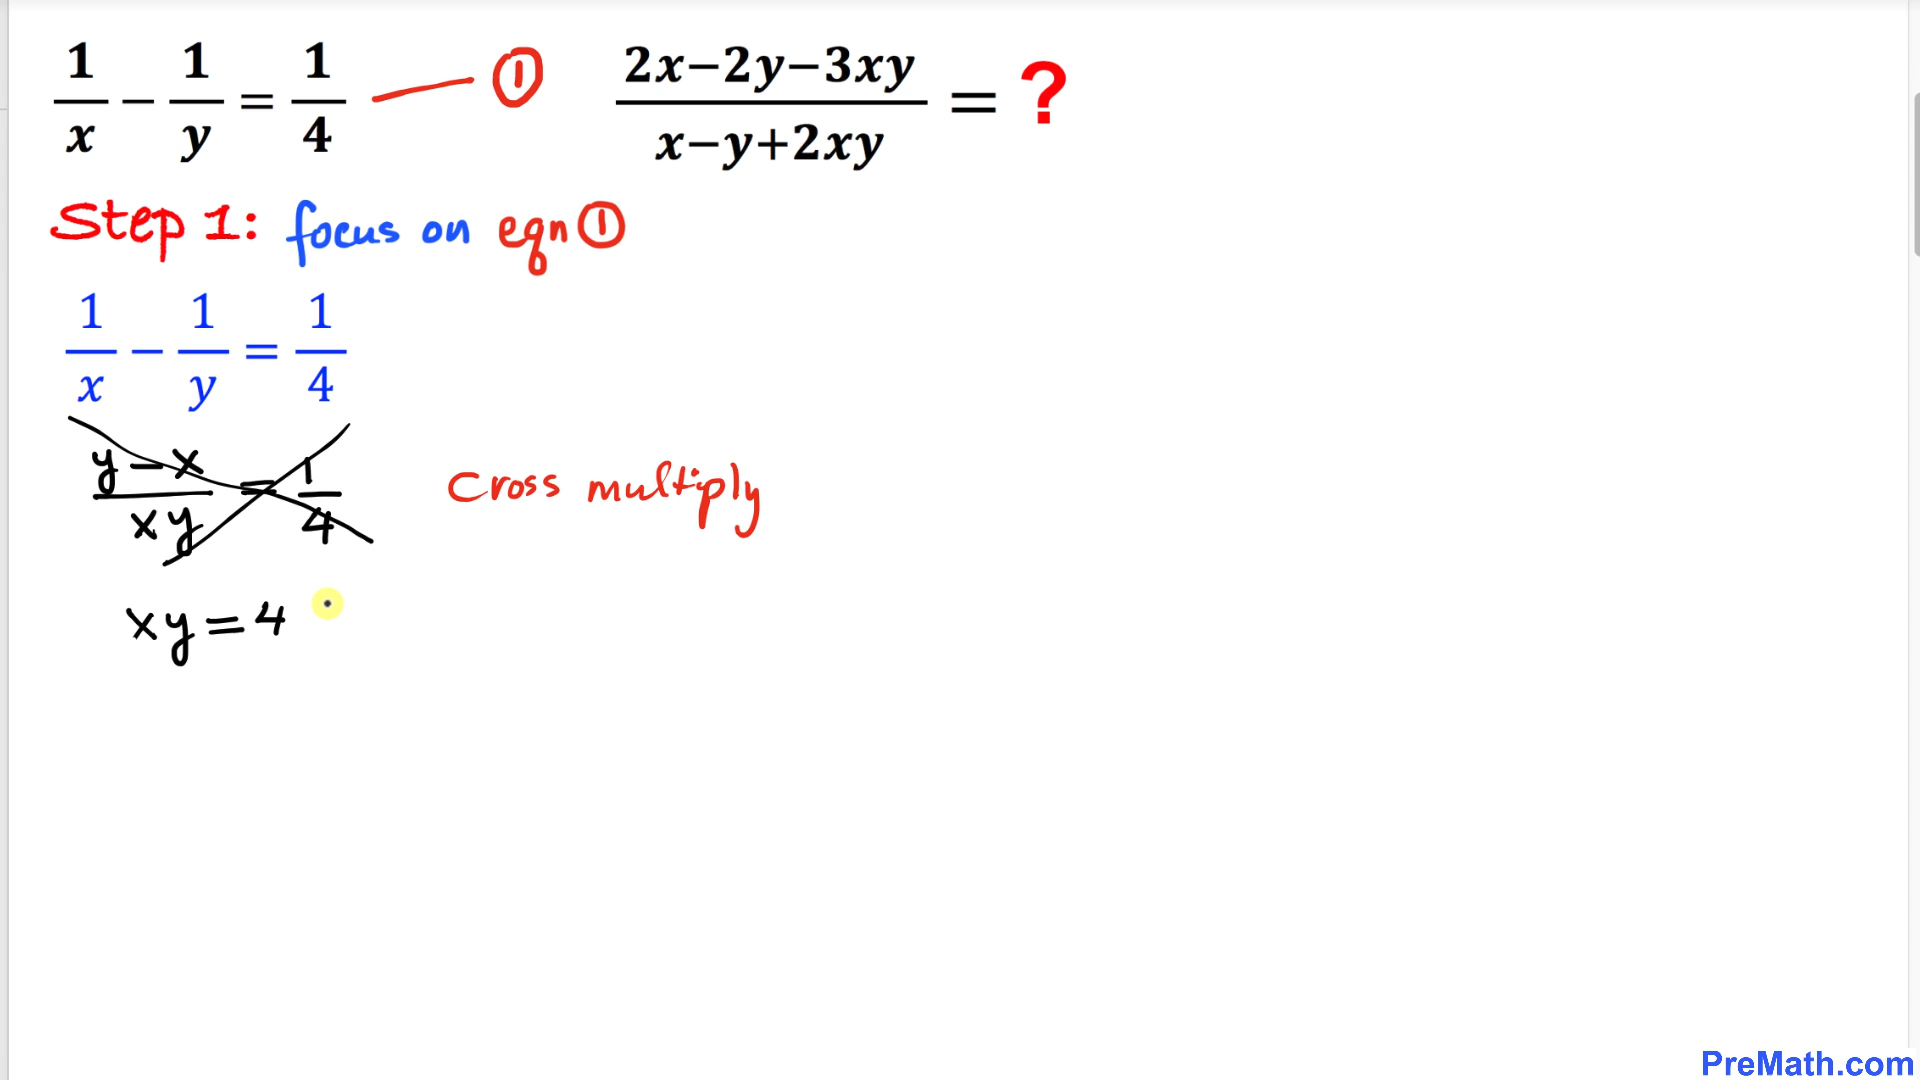 1/x − 1/y = 1/4 — ① (2x−2y−3xy)/(x−y+2xy) = ?
Step 1: focus on eqn ①
1/x − 1/y = 1/4
(y−x)/(xy) = 1/4 Cross multiply
xy = 4
PreMath.com